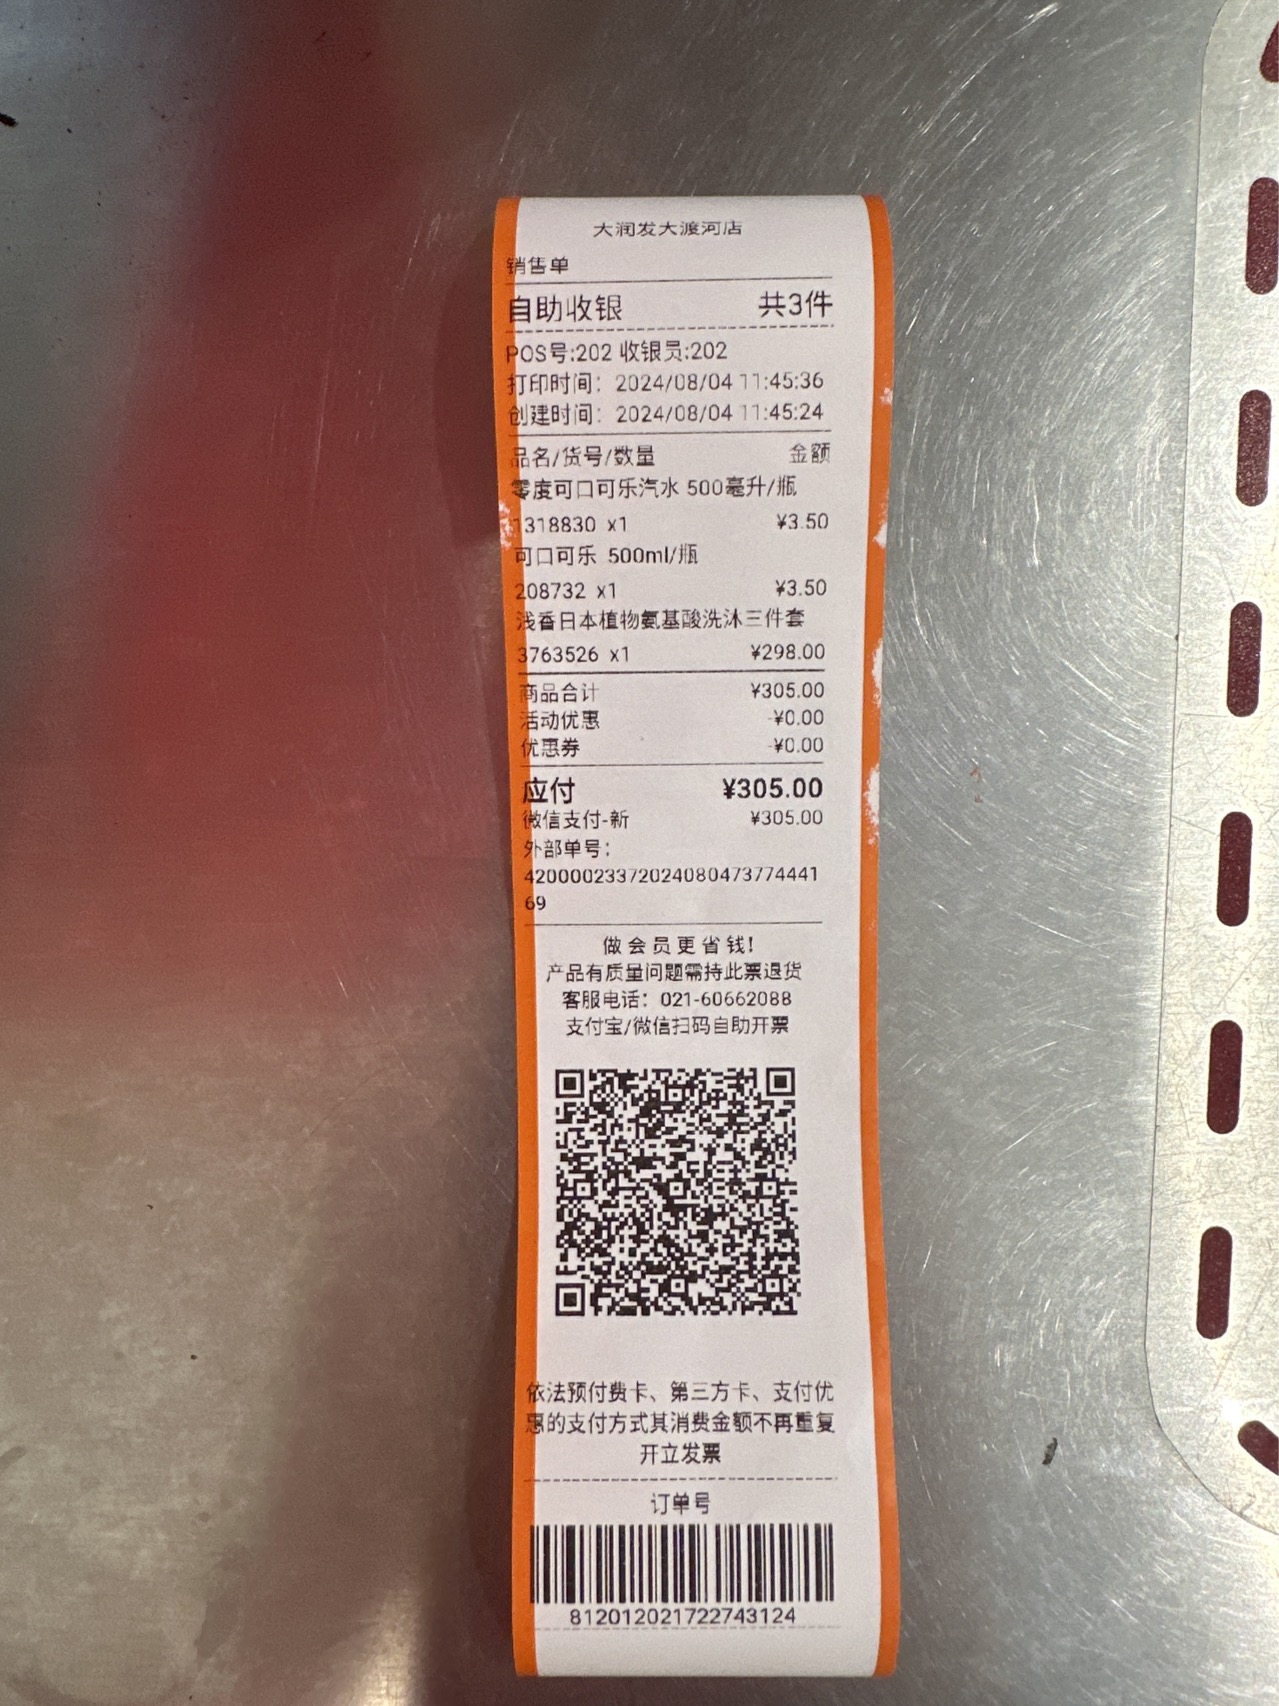 大润发大渡河店
销售单
自助收银 共3件
POS号:202 收银员:202
打印时间: 2024/08/04 11:45:36
创建时间: 2024/08/04 11:45:24
品名/货号/数量 金额
零度可口可乐汽水 500毫升/瓶
1318830 x1 ¥3.50
可口可乐 500ml/瓶
208732 x1 ¥3.50
浅香日本植物氨基酸洗沐三件套
3763526 x1 ¥298.00
商品合计 ¥305.00
活动优惠 -¥0.00
优惠券 -¥0.00
应付 ¥305.00
微信支付-新 ¥305.00
外部单号:
42000023372024080473774441
69
做会员更省钱!
产品有质量问题需持此票退货
客服电话: 021-60662088
支付宝/微信扫码自助开票
依法预付费卡、第三方卡、支付优
惠的支付方式其消费金额不再重复
开立发票
订单号
812012021722743124